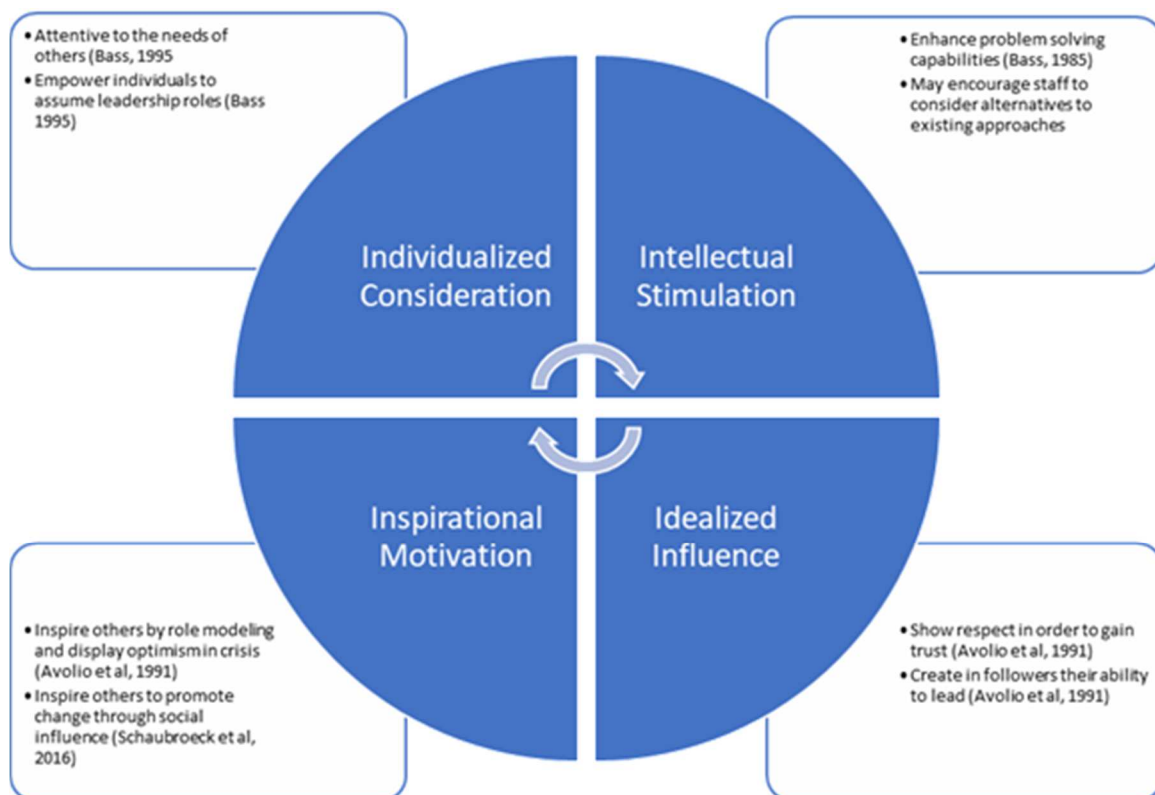 • Attentive to the needs of
others (Bass, 1995
• Empower individuals to
assume leadership roles (Bass
1995)
• Enhance problem solving
capabilities (Bass, 1985)
• May encourage staff to
consider alternatives to
existing approaches
Individualized
Consideration
Intellectual
Stimulation
Inspirational
Motivation
Idealized
Influence
• Inspire others by role modeling
and display optimism in crisis
(Avolio et al, 1991)
• Inspire others to promote
change through social
influence (Schaubroeck et al,
2016)
• Show respect in order to gain
trust (Avolio et al, 1991)
• Create in followers their ability
to lead (Avolio et al, 1991)